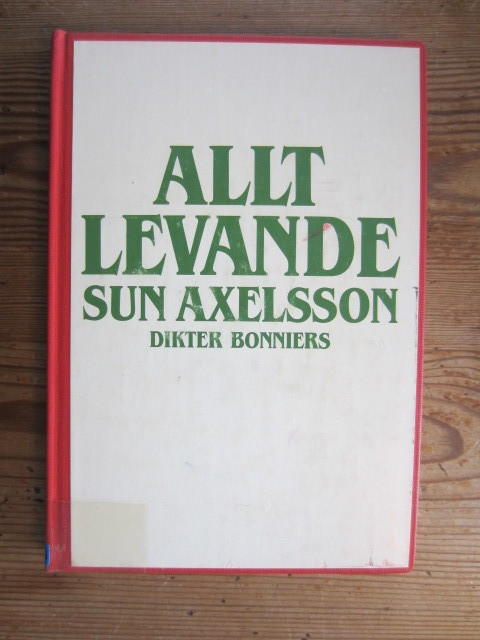 ALLT
LEVANDE
SUN AXELSSON
DIKTER BONNIERS